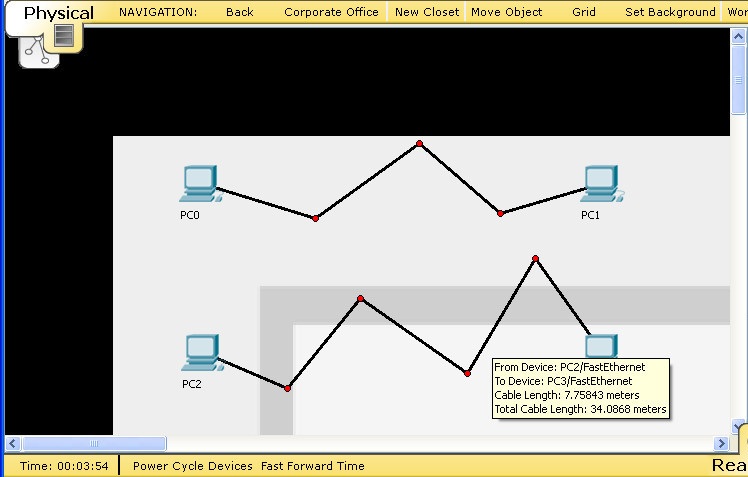 Physical NAVIGATION: Back Corporate Office New Closet Move Object Grid Set Background
PC0
PC1
PC2
From Device: PC2/FastEthernet
To Device: PC3/FastEthernet
Cable Length: 7.75843 meters
Total Cable Length: 34.0868 meters
Time: 00:03:54 Power Cycle Devices Fast Forward Time